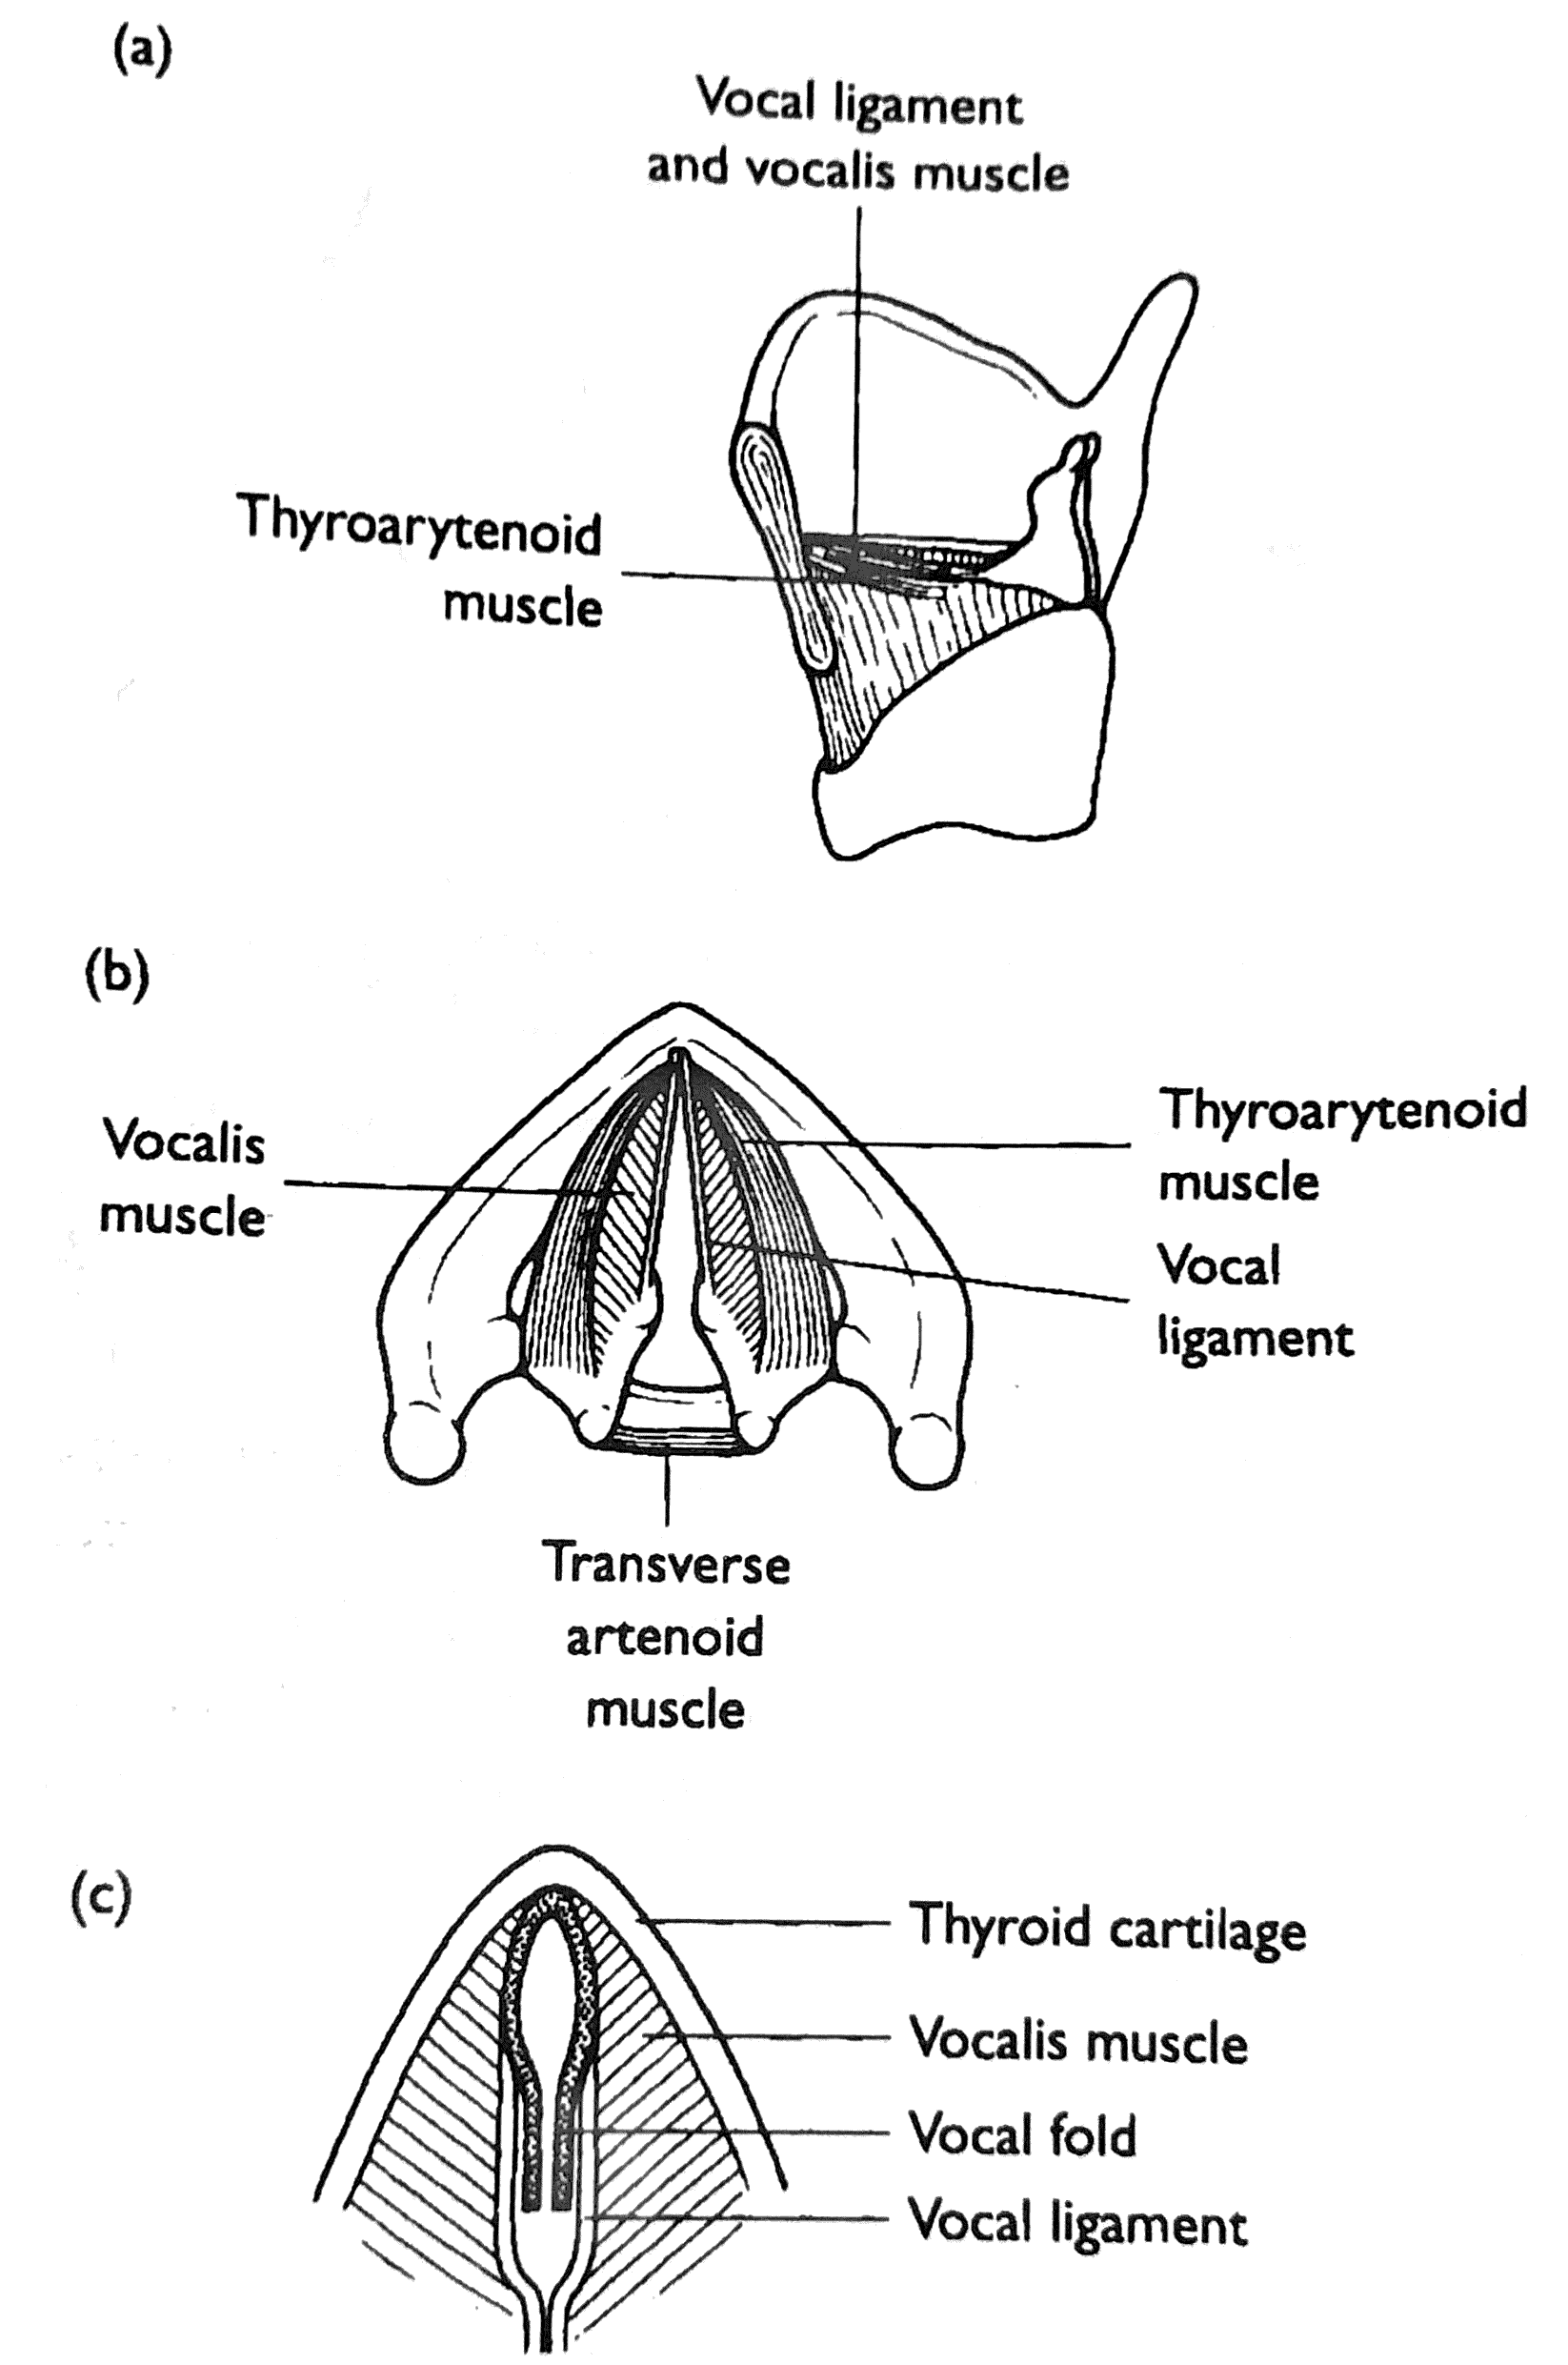 (a)
Vocal ligament
and vocalis muscle
Thyroarytenoid
muscle
(b)
Vocalis
muscle
Thyroarytenoid
muscle
Vocal
ligament
Transverse
artenoid
muscle
(c)
Thyroid cartilage
Vocalis muscle
Vocal fold
Vocal ligament